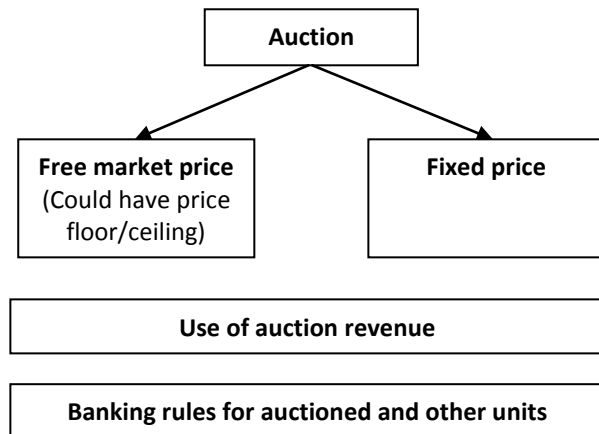 Auction
Free market price
(Could have price
floor/ceiling)
Fixed price
Use of auction revenue
Banking rules for auctioned and other units